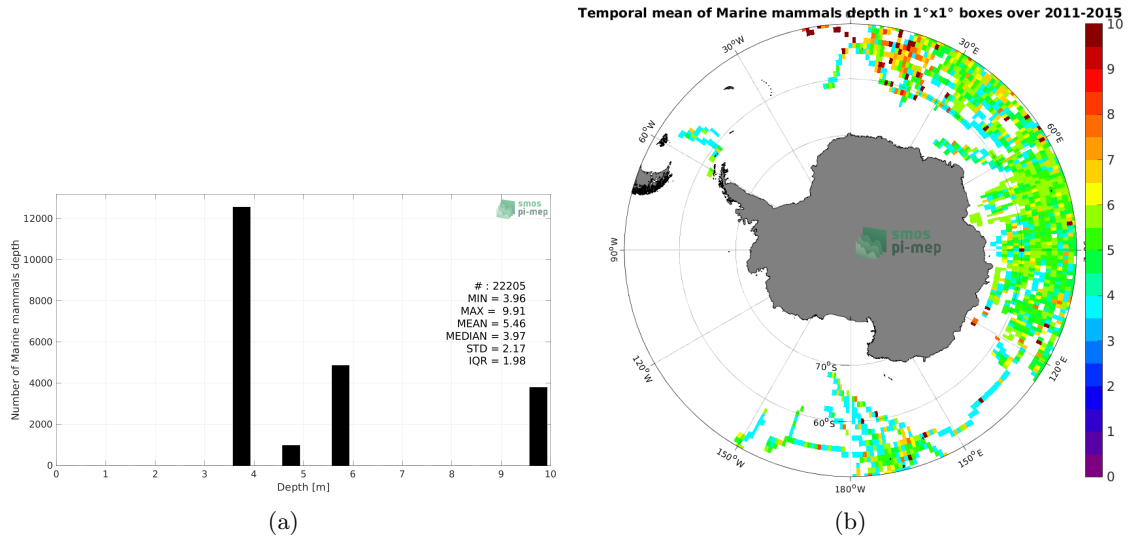 Temporal mean of Marine mammals depth in 1°x1° boxes over 2011-2015
Number of Marine mammals depth
12000
10000
8000
6000
4000
2000
0
0 1 2 3 4 5 6 7 8 9 10
Depth [m]
smos
pi-mep
# : 22205
MIN = 3.96
MAX = 9.91
MEAN = 5.46
MEDIAN = 3.97
STD = 2.17
IQR = 1.98
(a)
30°W
30°E
60°W
60°E
90°W
smos
pi-mep
120°W
120°E
70°S
60°S
150°W
150°E
180°W
10
9
8
7
6
5
4
3
2
1
0
(b)